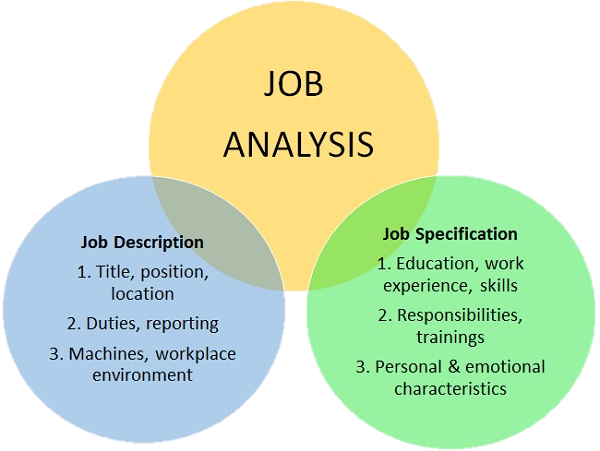 JOB
ANALYSIS
Job Description
1. Title, position,
location
2. Duties, reporting
3. Machines, workplace
environment
Job Specification
1. Education, work
experience, skills
2. Responsibilities,
trainings
3. Personal & emotional
characteristics